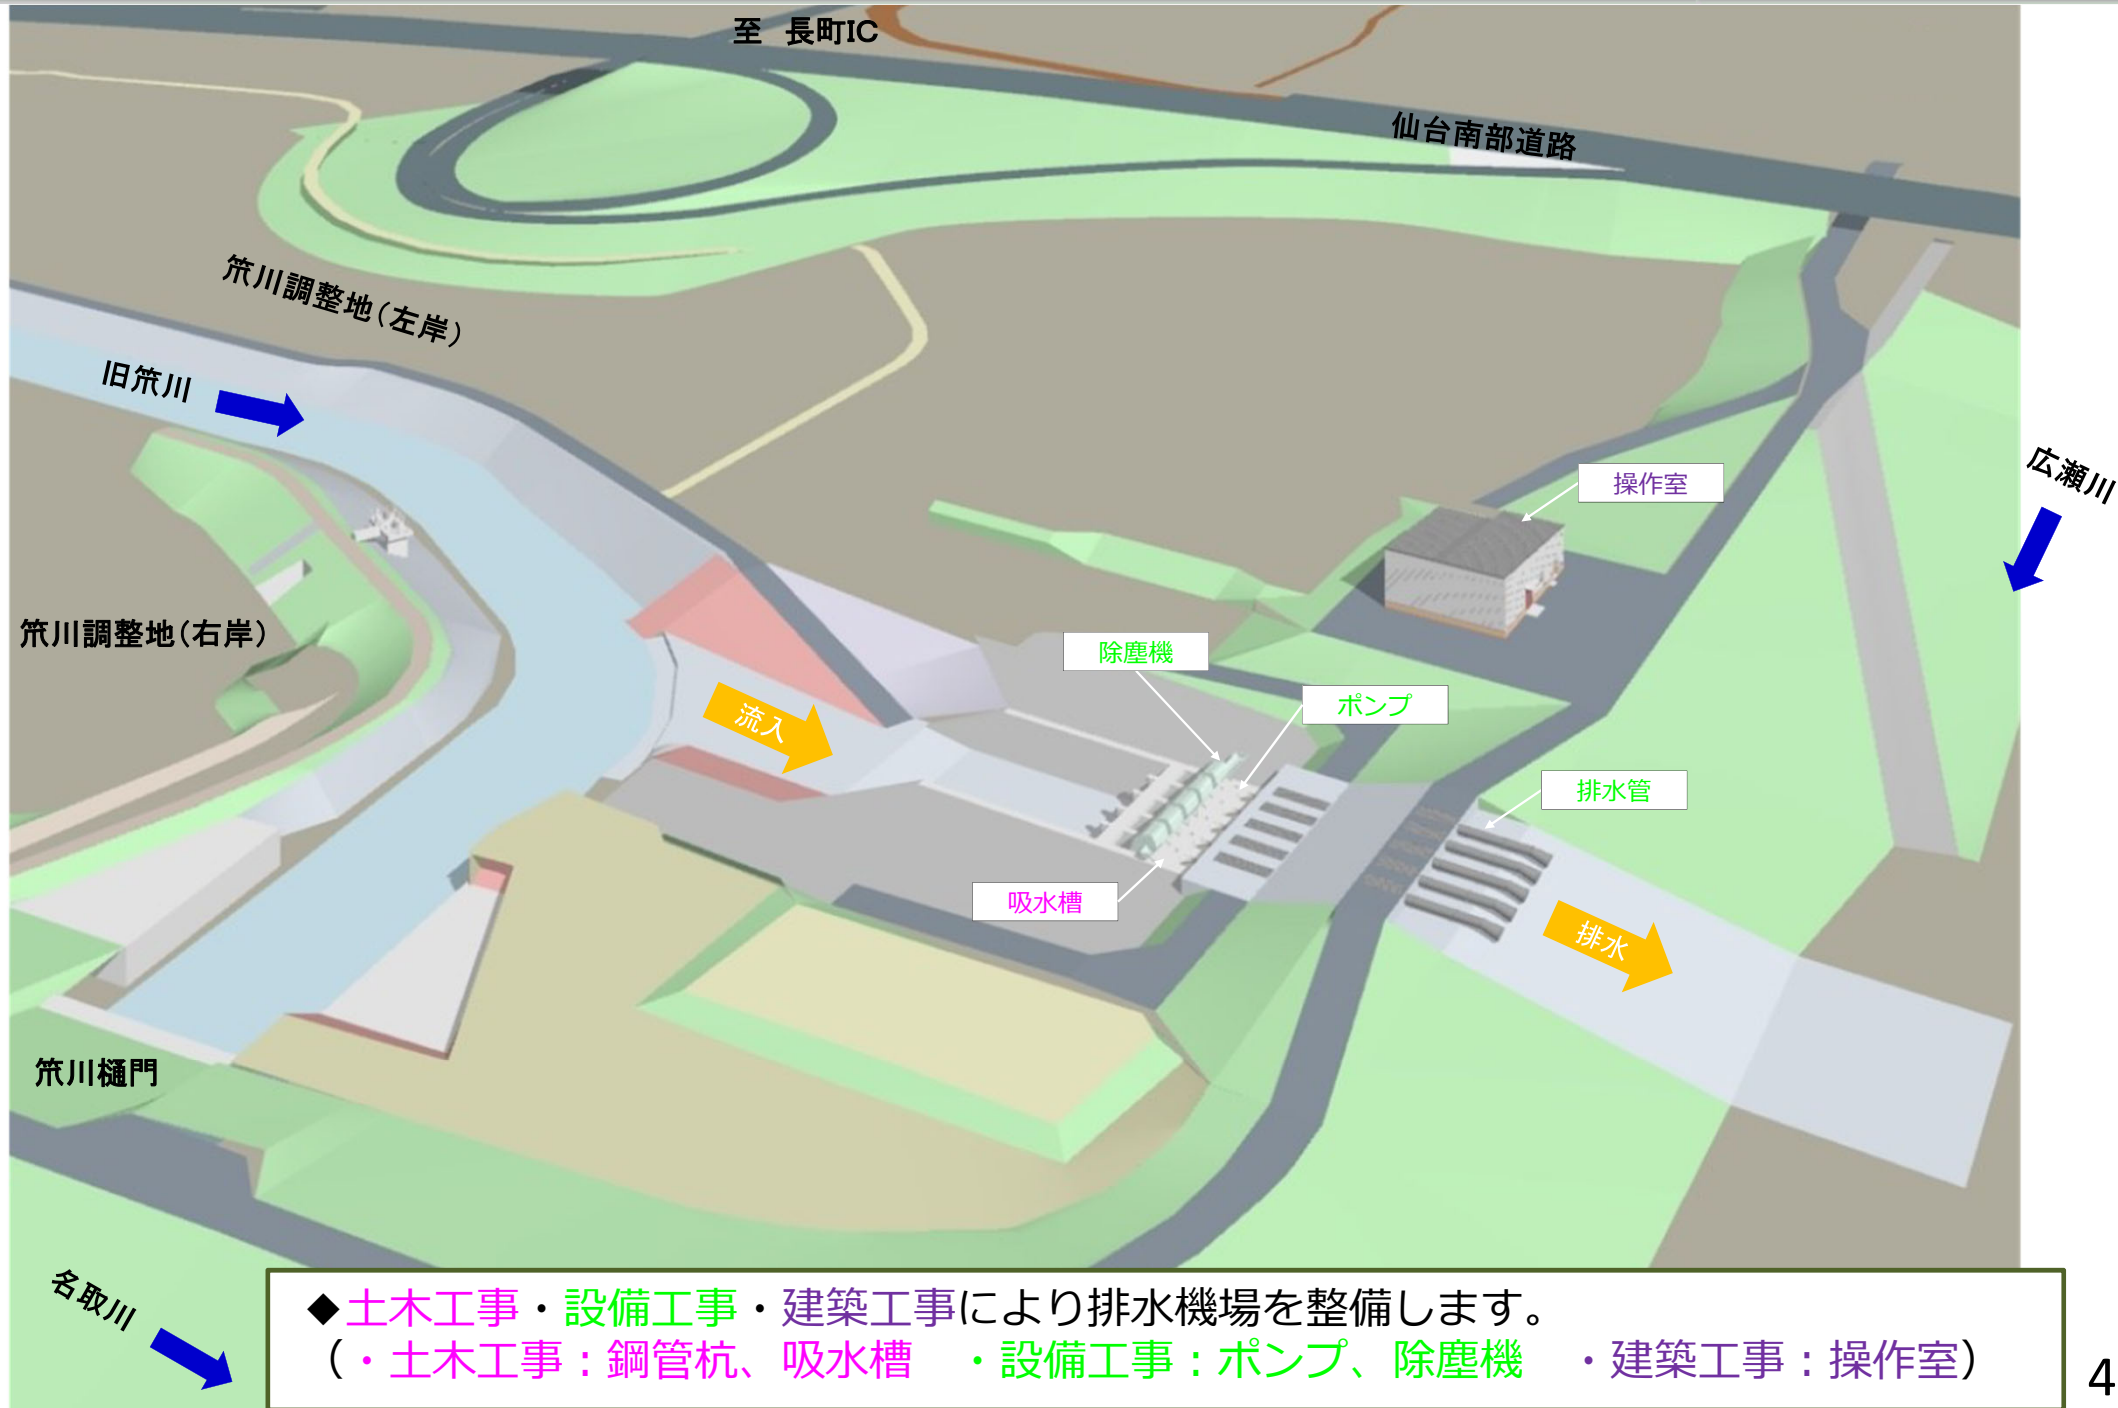 至 長町IC
仙台南部道路
笊川調整地（左岸）
旧笊川
広瀬川
操作室
笊川調整地（右岸）
除塵機
ポンプ
流入
排水管
吸水槽
排水
笊川樋門
名取川
◆土木工事・設備工事・建築工事により排水機場を整備します。
（・土木工事：鋼管杭、吸水槽　・設備工事：ポンプ、除塵機　・建築工事：操作室）
4